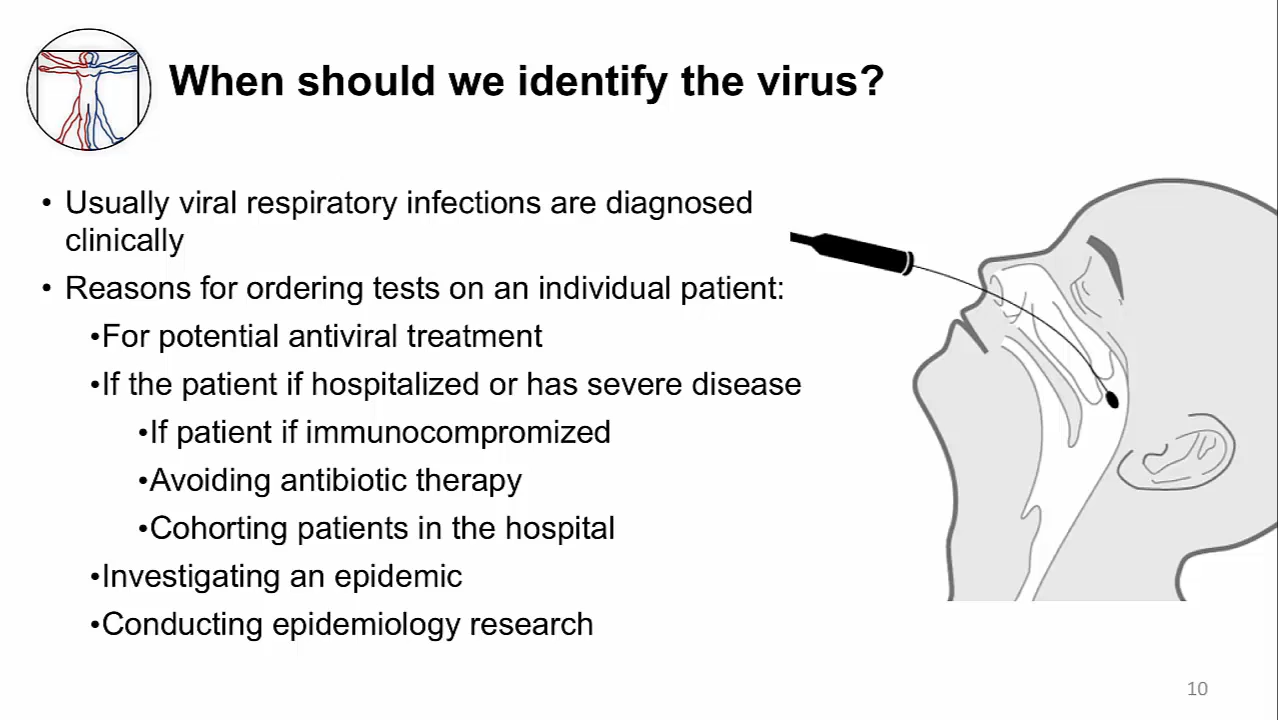 When should we identify the virus?
• Usually viral respiratory infections are diagnosed
clinically
• Reasons for ordering tests on an individual patient:
•For potential antiviral treatment
•If the patient if hospitalized or has severe disease
•If patient if immunocompromized
•Avoiding antibiotic therapy
•Cohorting patients in the hospital
•Investigating an epidemic
•Conducting epidemiology research
10